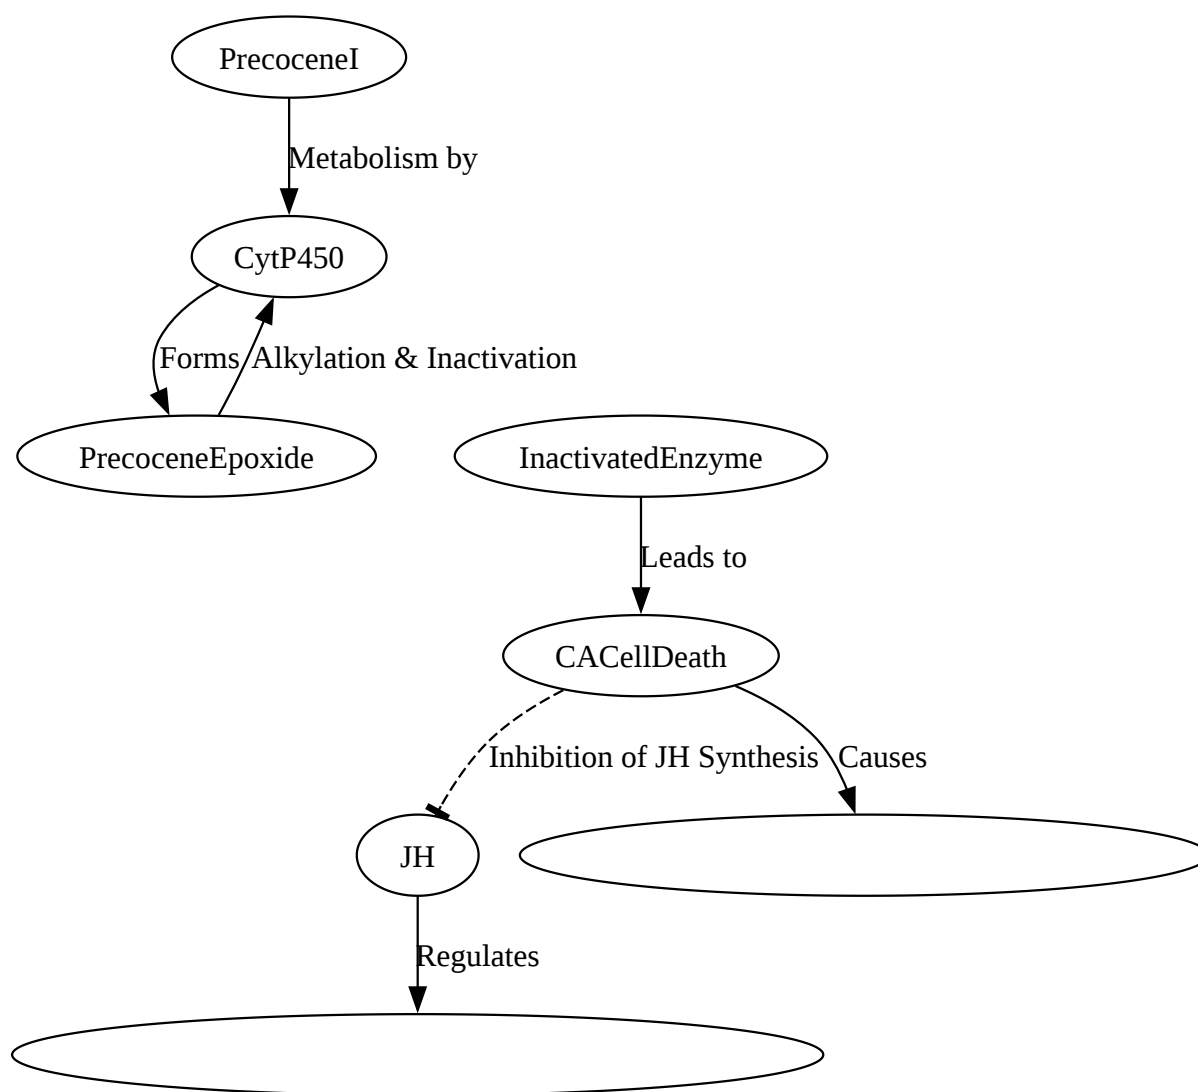 PrecoceneI
Metabolism by
CytP450
Forms
Alkylation & Inactivation
PrecoceneEpoxide
InactivatedEnzyme
Leads to
CACellDeath
Inhibition of JH Synthesis
Causes
JH
Regulates